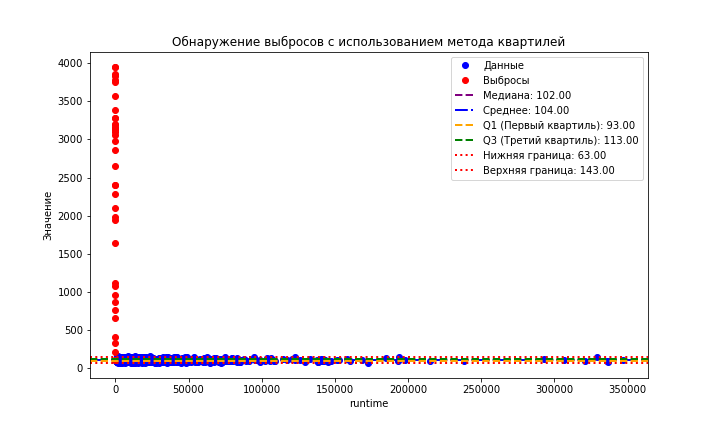 Обнаружение выбросов с использованием метода квартилей
4000
3500
3000
2500
2000
1500
1000
500
0
Значение
Данные
Выбросы
Медиана: 102.00
Среднее: 104.00
Q1 (Первый квартиль): 93.00
Q3 (Третий квартиль): 113.00
Нижняя граница: 63.00
Верхняя граница: 143.00
0 50000 100000 150000 200000 250000 300000 350000
runtime